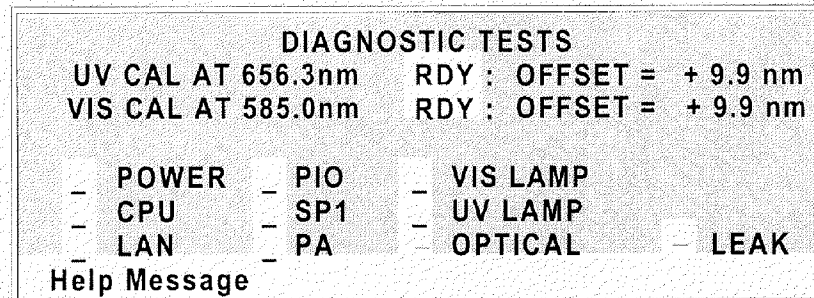 DIAGNOSTIC TESTS
UV CAL AT 656.3nm RDY : OFFSET = + 9.9 nm
VIS CAL AT 585.0nm RDY : OFFSET = + 9.9 nm
_ POWER _ PIO _ VIS LAMP
_ CPU _ SP1 _ UV LAMP
_ LAN _ PA _ OPTICAL _ LEAK
Help Message